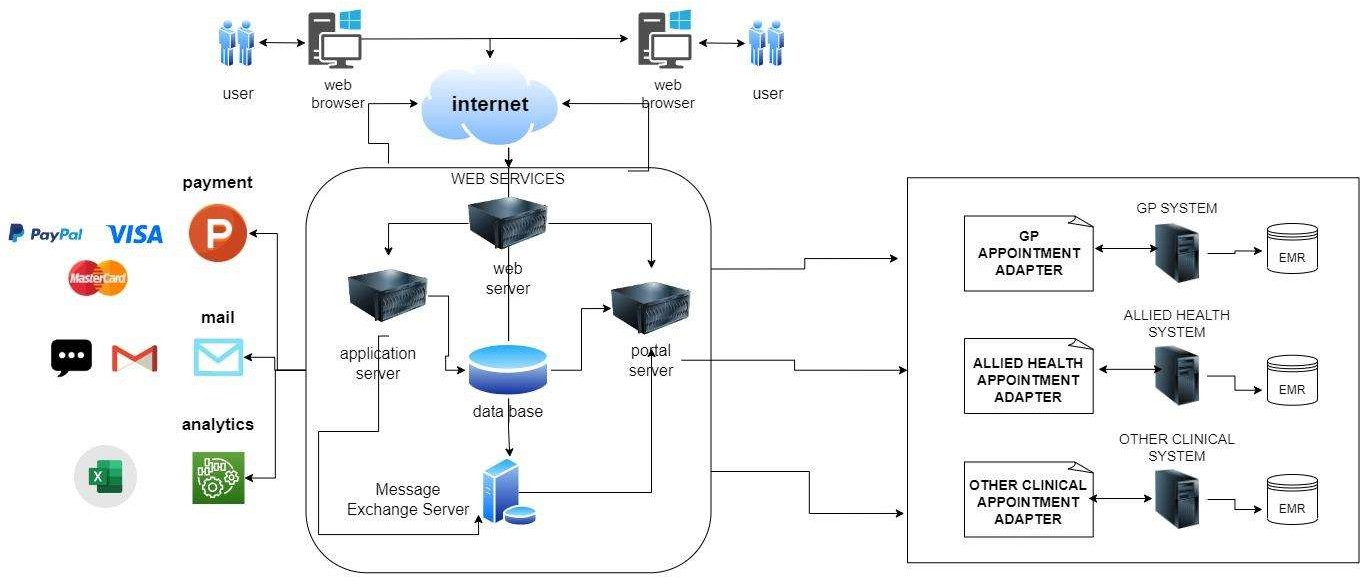 user
web
browser
internet
web
browser
user
WEB SERVICES
payment
PayPal
VISA
MasterCard
P
mail
analytics
X
web
server
application
server
portal
server
data base
Message
Exchange Server
GP
APPOINTMENT
ADAPTER
GP SYSTEM
EMR
ALLIED HEALTH
SYSTEM
ALLIED HEALTH
APPOINTMENT
ADAPTER
EMR
OTHER CLINICAL
SYSTEM
OTHER CLINICAL
APPOINTMENT
ADAPTER
EMR